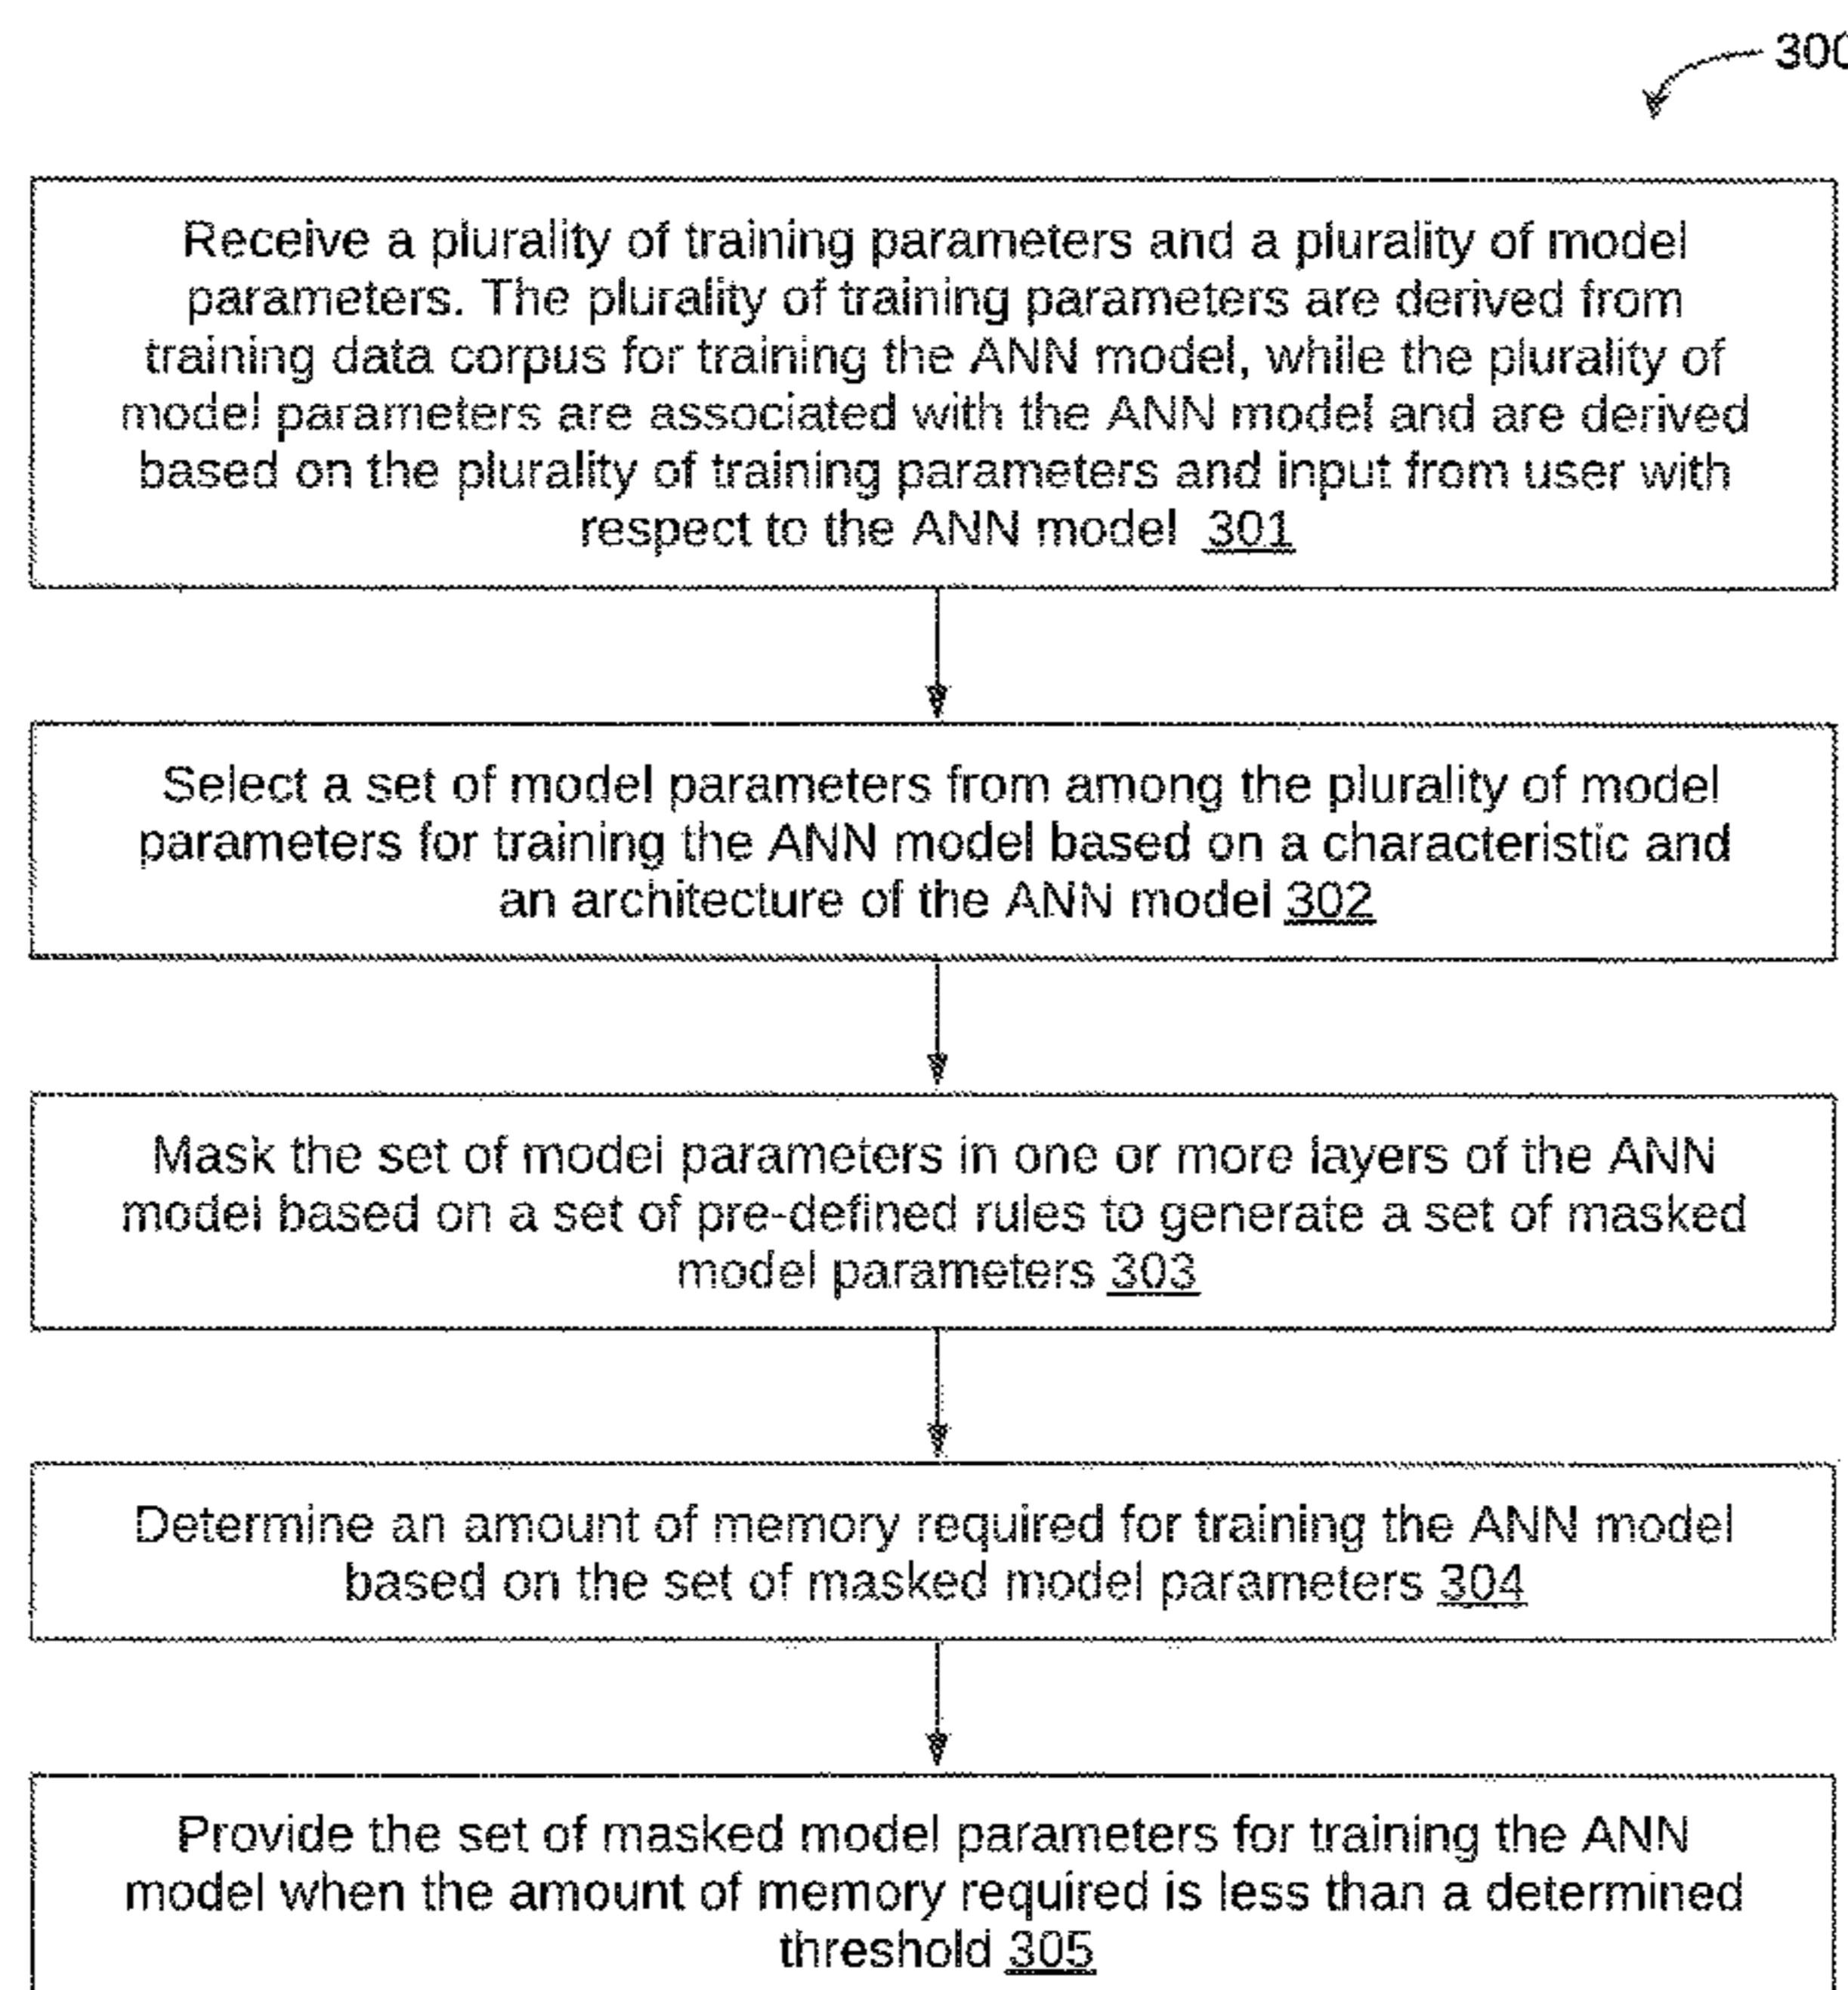 300
Receive a plurality of training parameters and a plurality of model
parameters. The plurality of training parameters are derived from
training data corpus for training the ANN model, while the plurality of
model parameters are associated with the ANN model and are derived
based on the plurality of training parameters and input from user with
respect to the ANN model 301
Select a set of model parameters from among the plurality of model
parameters for training the ANN model based on a characteristic and
an architecture of the ANN model 302
Mask the set of model parameters in one or more layers of the ANN
model based on a set of pre-defined rules to generate a set of masked
model parameters 303
Determine an amount of memory required for training the ANN model
based on the set of masked model parameters 304
Provide the set of masked model parameters for training the ANN
model when the amount of memory required is less than a determined
threshold 305